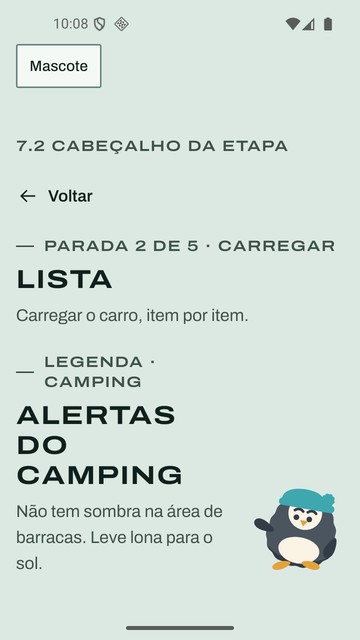 10:08
Mascote
7.2 CABEÇALHO DA ETAPA
Voltar
— PARADA 2 DE 5 · CARREGAR
LISTA
Carregar o carro, item por item.
— LEGENDA ·
CAMPING
ALERTAS
DO
CAMPING
Não tem sombra na área de
barracas. Leve lona para o
sol.